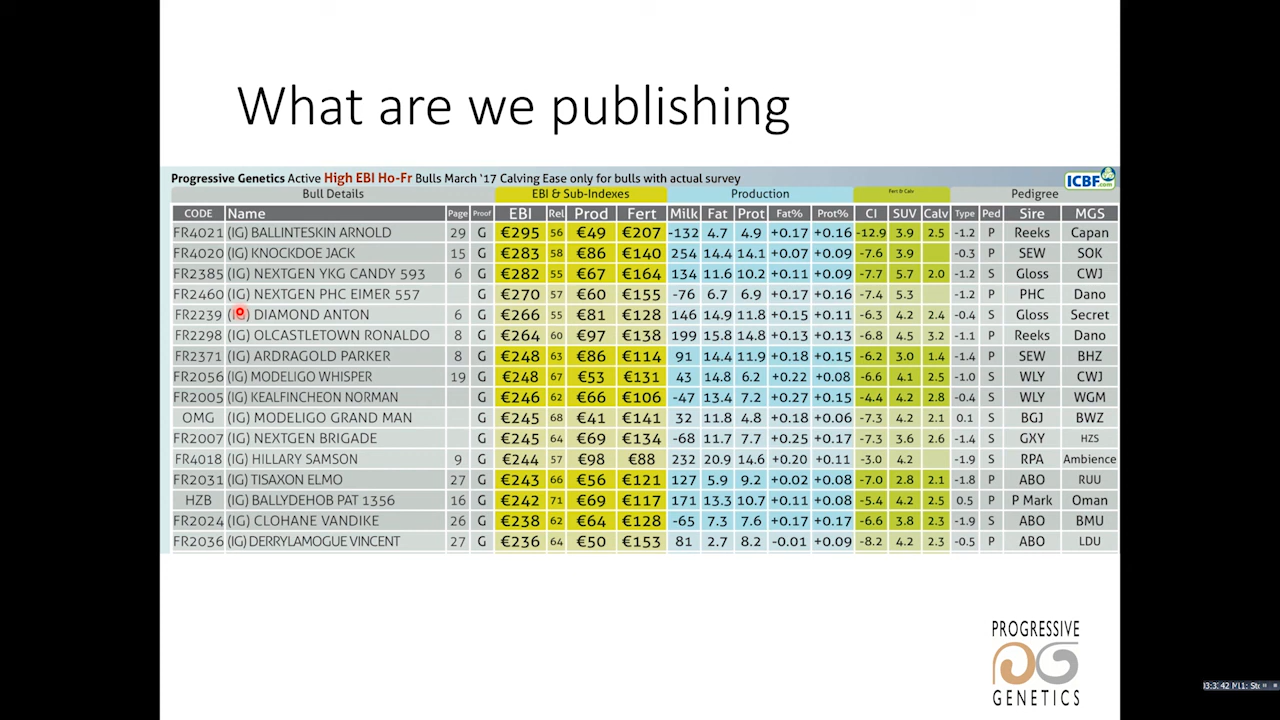 What are we publishing
Progressive Genetics Active High EBI Ho-Fr Bulls March '17 Calving Ease only for bulls with actual survey
ICBF.com
Bull Details EBI & Sub-Indexes Production Fert & Calv Pedigree
CODE Name Page Proof EBI Rel Prod Fert Milk Fat Prot Fat% Prot% CI SUV Calv Type Ped Sire MGS
FR4021 (IG) BALLINTESKIN ARNOLD 29 G €295 56 €49 €207 -132 4.7 4.9 +0.17 +0.16 -12.9 3.9 2.5 -1.2 P Reeks Capan
FR4020 (IG) KNOCKDOE JACK 15 G €283 58 €86 €140 254 14.4 14.1 +0.07 +0.09 -7.6 3.9 -0.3 P SEW SOK
FR2385 (IG) NEXTGEN YKG CANDY 593 6 G €282 55 €67 €164 134 11.6 10.2 +0.11 +0.09 -7.7 5.7 2.0 -1.2 P Gloss CWJ
FR2460 (IG) NEXTGEN PHC EIMER 557 G €270 57 €60 €155 -76 6.7 6.9 +0.17 +0.16 -7.4 5.3 -1.2 P PHC Dano
FR2239 (IG) DIAMOND ANTON 6 G €266 55 €81 €128 146 14.9 11.8 +0.15 +0.11 -6.3 4.2 2.4 -0.4 S Gloss Secret
FR2298 (IG) OLCASTLETOWN RONALDO 8 G €264 60 €97 €138 199 15.8 14.8 +0.13 +0.13 -6.8 4.5 3.2 -1.1 P Reeks Dano
FR2371 (IG) ARDRAGOLD PARKER 8 G €248 63 €86 €114 91 14.4 11.9 +0.18 +0.15 -6.2 3.0 1.4 -1.4 P SEW BHZ
FR2056 (IG) MODELIGO WHISPER 19 G €248 67 €53 €131 43 14.8 6.2 +0.22 +0.08 -6.6 4.1 2.5 -1.0 P WLY CWJ
FR2005 (IG) KEALFINCHEON NORMAN G €246 62 €66 €106 -47 13.4 7.2 +0.27 +0.15 -4.4 4.2 2.8 -0.4 S WLY WGM
OMG (IG) MODELIGO GRAND MAN G €245 68 €41 €141 32 11.8 4.8 +0.18 +0.06 -7.3 4.2 2.1 0.1 S BGJ BWZ
FR2007 (IG) NEXTGEN BRIGADE G €245 64 €69 €134 -68 11.7 7.7 +0.25 +0.17 -7.3 3.6 2.6 -1.4 S GXY HZS
FR4018 (IG) HILLARY SAMSON 9 G €244 57 €98 €88 232 20.9 14.6 +0.20 +0.11 -3.0 4.2 -1.9 S RPA Ambience
FR2031 (IG) TISAXON ELMO 27 G €243 66 €56 €121 127 5.9 9.2 +0.02 +0.08 -7.0 2.8 2.1 -1.8 P ABO RUU
HZB (IG) BALLYDEHOB PAT 1356 16 G €242 71 €69 €117 171 13.3 10.7 +0.11 +0.08 -5.4 4.2 2.5 0.5 P P Mark Oman
FR2024 (IG) CLOHANE VANDIKE 26 G €238 62 €64 €128 -65 7.3 7.6 +0.17 +0.17 -6.6 3.8 2.3 -1.9 S ABO BMU
FR2036 (IG) DERRYLAMOGUE VINCENT 27 G €236 64 €50 €153 81 2.7 8.2 -0.01 +0.09 -8.2 4.2 2.3 -0.5 P ABO LDU
PROGRESSIVE
GENETICS